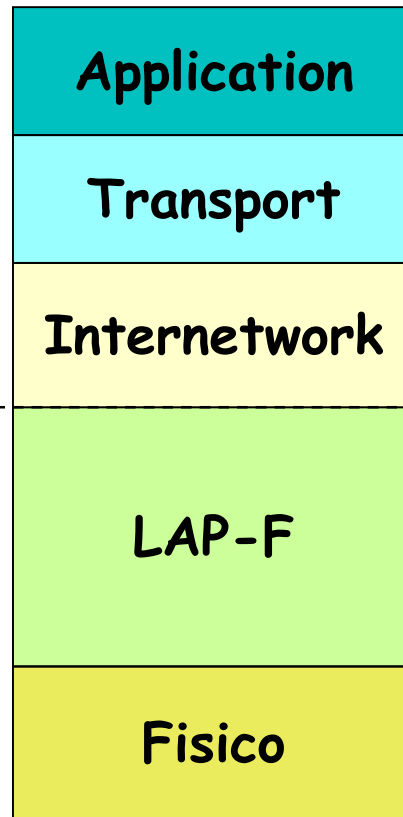 Application
Transport
Internetwork
LAP-F
Fisico